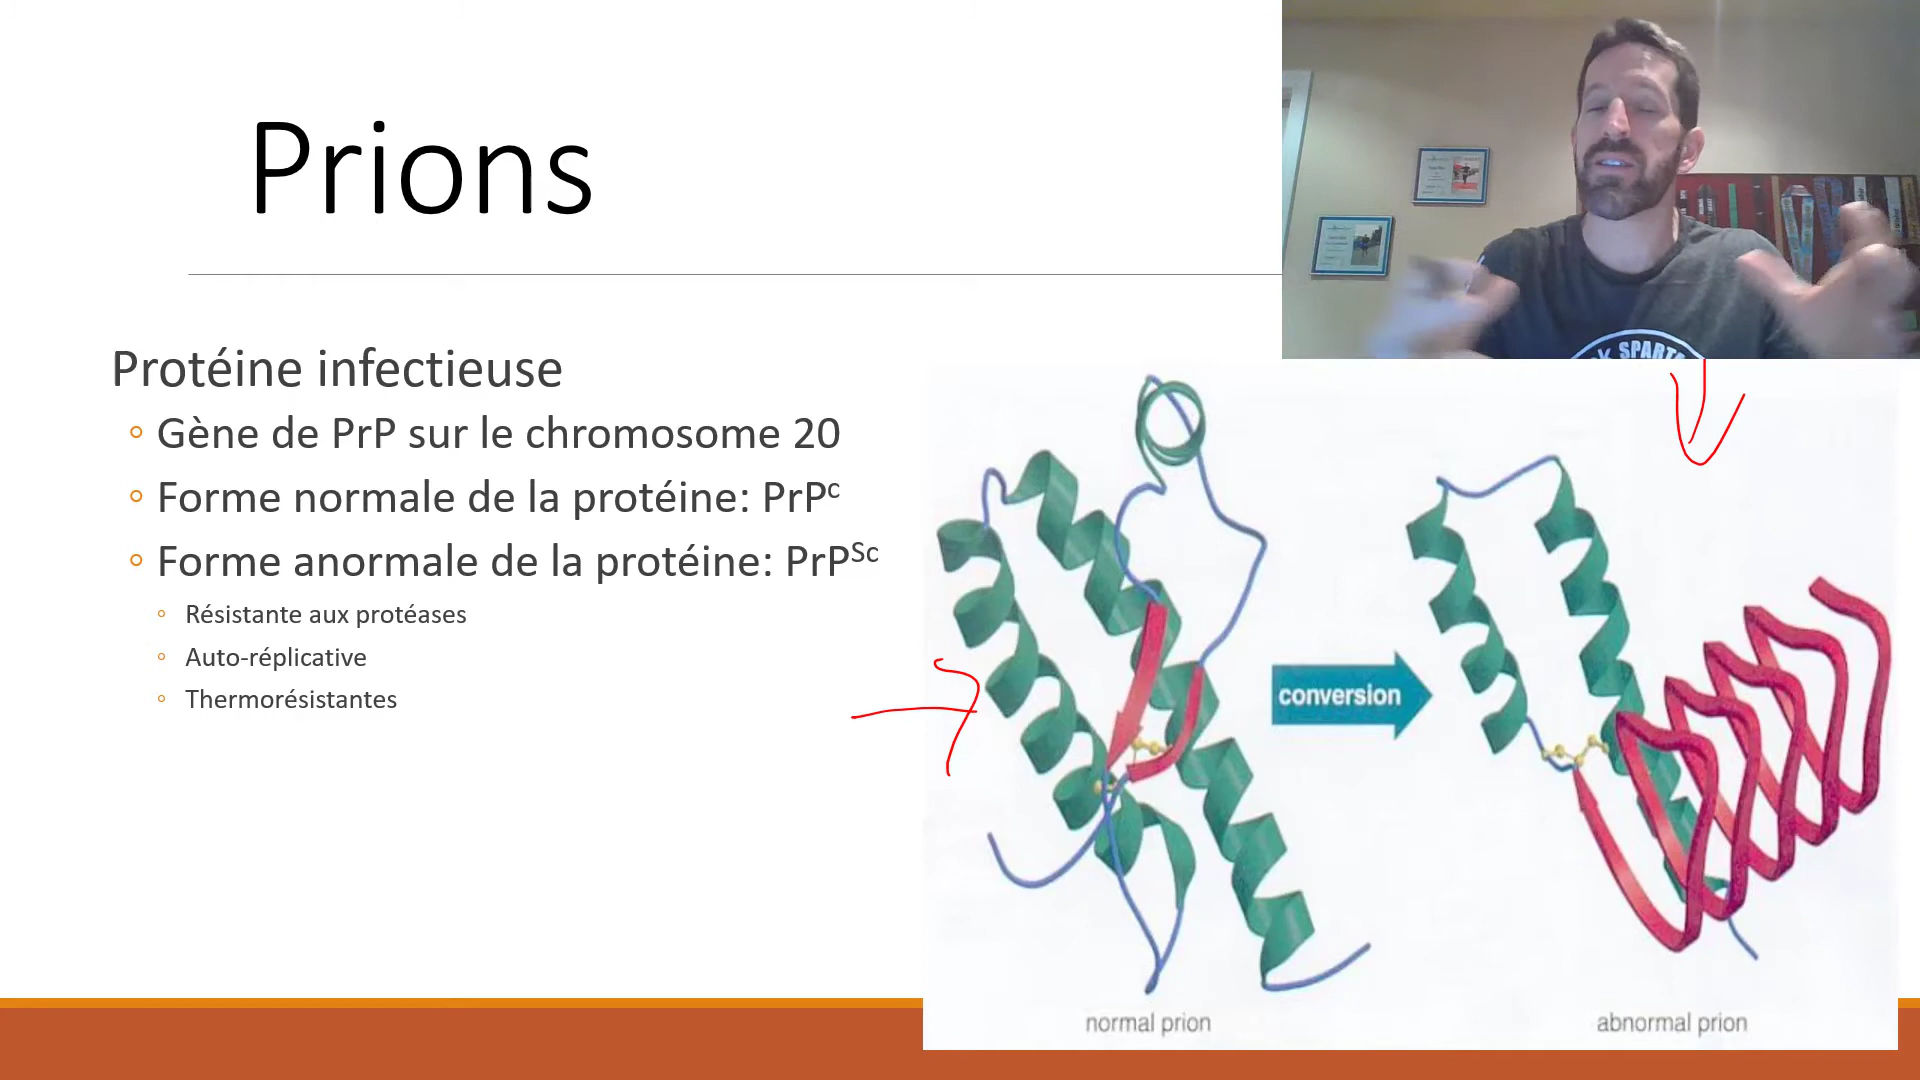 Prions
Protéine infectieuse
Gène de PrP sur le chromosome 20
Forme normale de la protéine: PrPᶜ
Forme anormale de la protéine: PrPˢᶜ
Résistante aux protéases
Auto-réplicative
Thermorésistantes
conversion
normal prion
abnormal prion